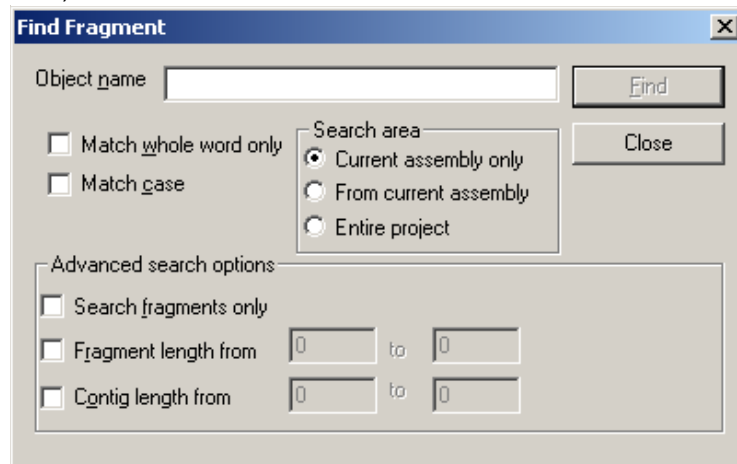 Find Fragment
Object name
Find
Match whole word only
Match case
Search area
Current assembly only
From current assembly
Entire project
Close
Advanced search options
Search fragments only
Fragment length from 0 to 0
Contig length from 0 to 0